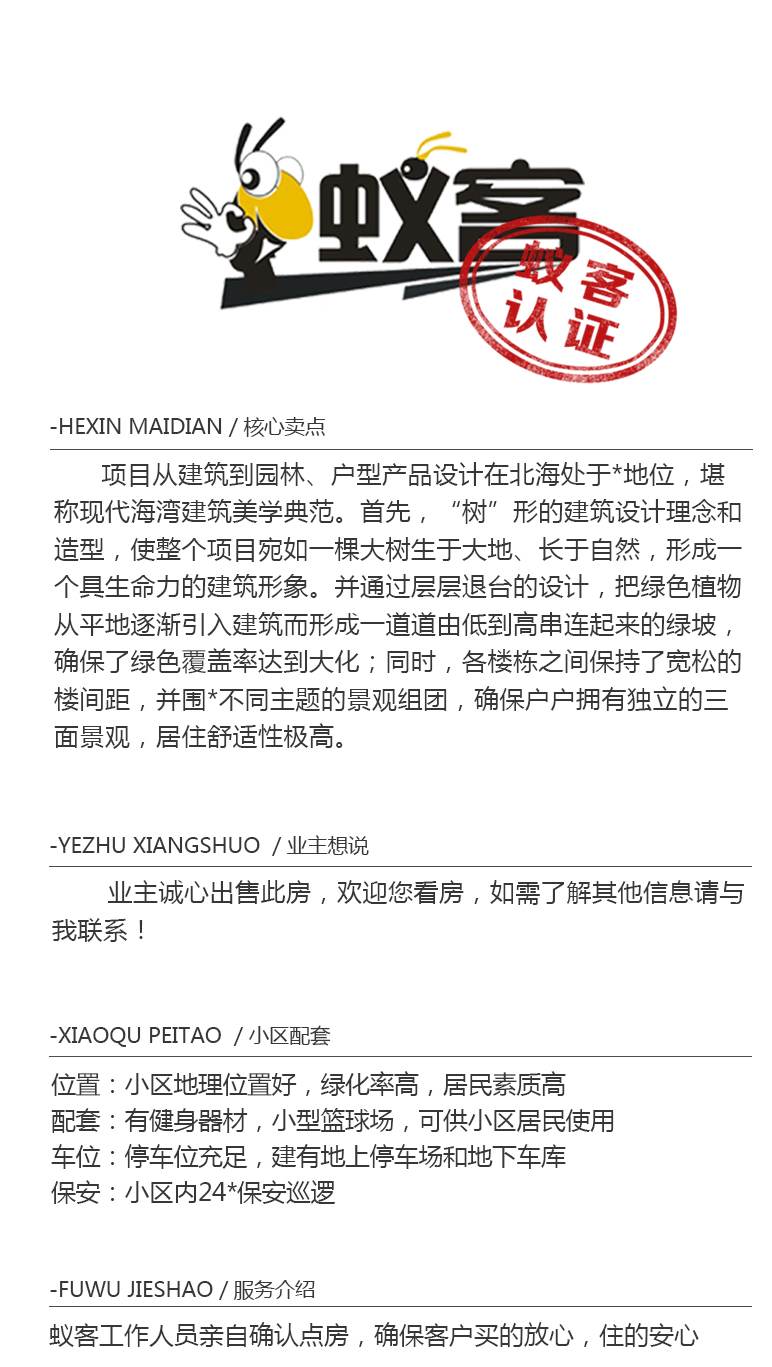 蚁客
蚁客
认证
-HEXIN MAIDIAN / 核心卖点
项目从建筑到园林、户型产品设计在北海处于*地位，堪
称现代海湾建筑美学典范。首先，“树”形的建筑设计理念和
造型，使整个项目宛如一棵大树生于大地、长于自然，形成一
个具生命力的建筑形象。并通过层层退台的设计，把绿色植物
从平地逐渐引入建筑而形成一道道由低到高串连起来的绿坡，
确保了绿色覆盖率达到大化；同时，各楼栋之间保持了宽松的
楼间距，并围*不同主题的景观组团，确保户户拥有独立的三
面景观，居住舒适性极高。
-YEZHU XIANGSHUO / 业主想说
业主诚心出售此房，欢迎您看房，如需了解其他信息请与
我联系！
-XIAOQU PEITAO / 小区配套
位置：小区地理位置好，绿化率高，居民素质高
配套：有健身器材，小型篮球场，可供小区居民使用
车位：停车位充足，建有地上停车场和地下车库
保安：小区内24*保安巡逻
-FUWU JIESHAO / 服务介绍
蚁客工作人员亲自确认点房，确保客户买的放心，住的安心